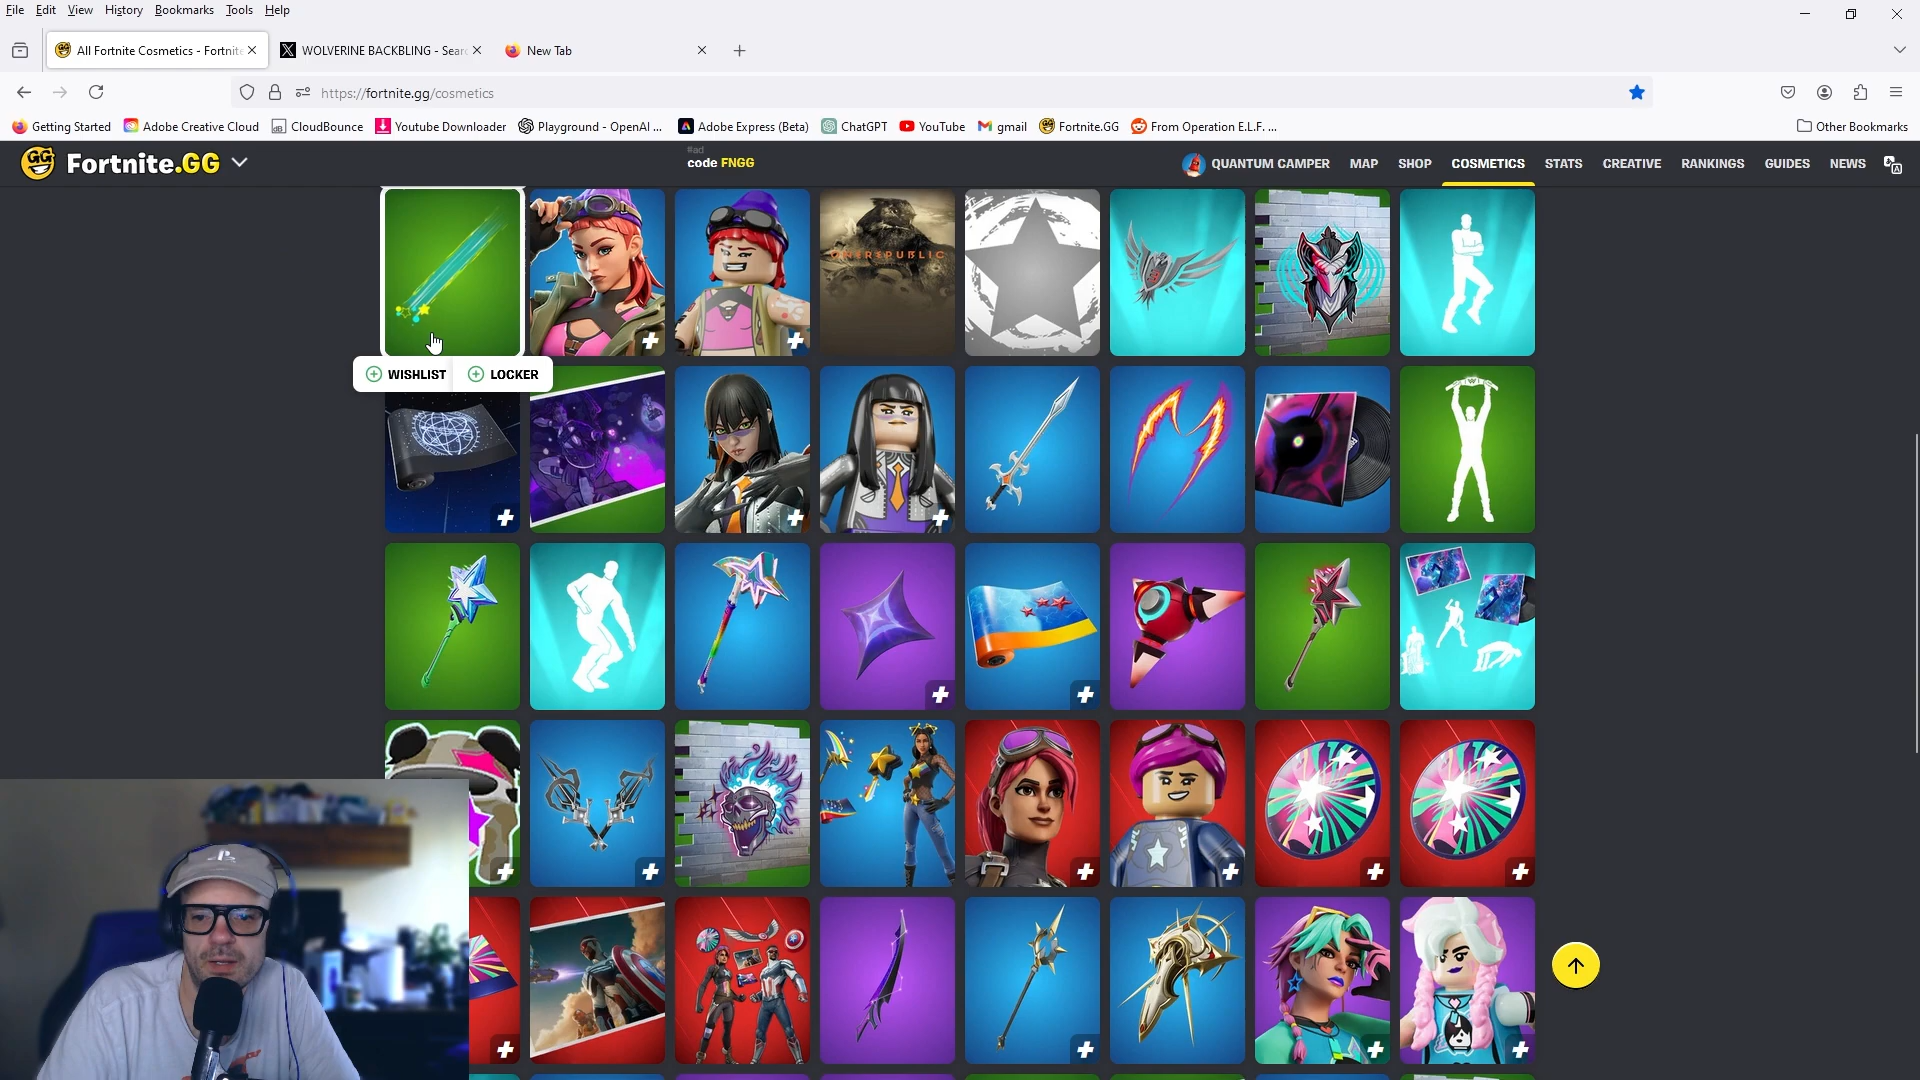 File Edit View History Bookmarks Tools Help
All Fortnite Cosmetics - Fortnite
WOLVERINE BACKBLING - Sear
New Tab
https://fortnite.gg/cosmetics
Getting Started
Adobe Creative Cloud
CloudBounce
Youtube Downloader
Playground - OpenAI ...
Adobe Express (Beta)
ChatGPT
YouTube
gmail
Fortnite.GG
From Operation E.L.F. ...
Other Bookmarks
GG Fortnite.GG
#ad
code FNGG
QUANTUM CAMPER
MAP
SHOP
COSMETICS
STATS
CREATIVE
RANKINGS
GUIDES
NEWS
ONEREPUBLIC
WISHLIST
LOCKER